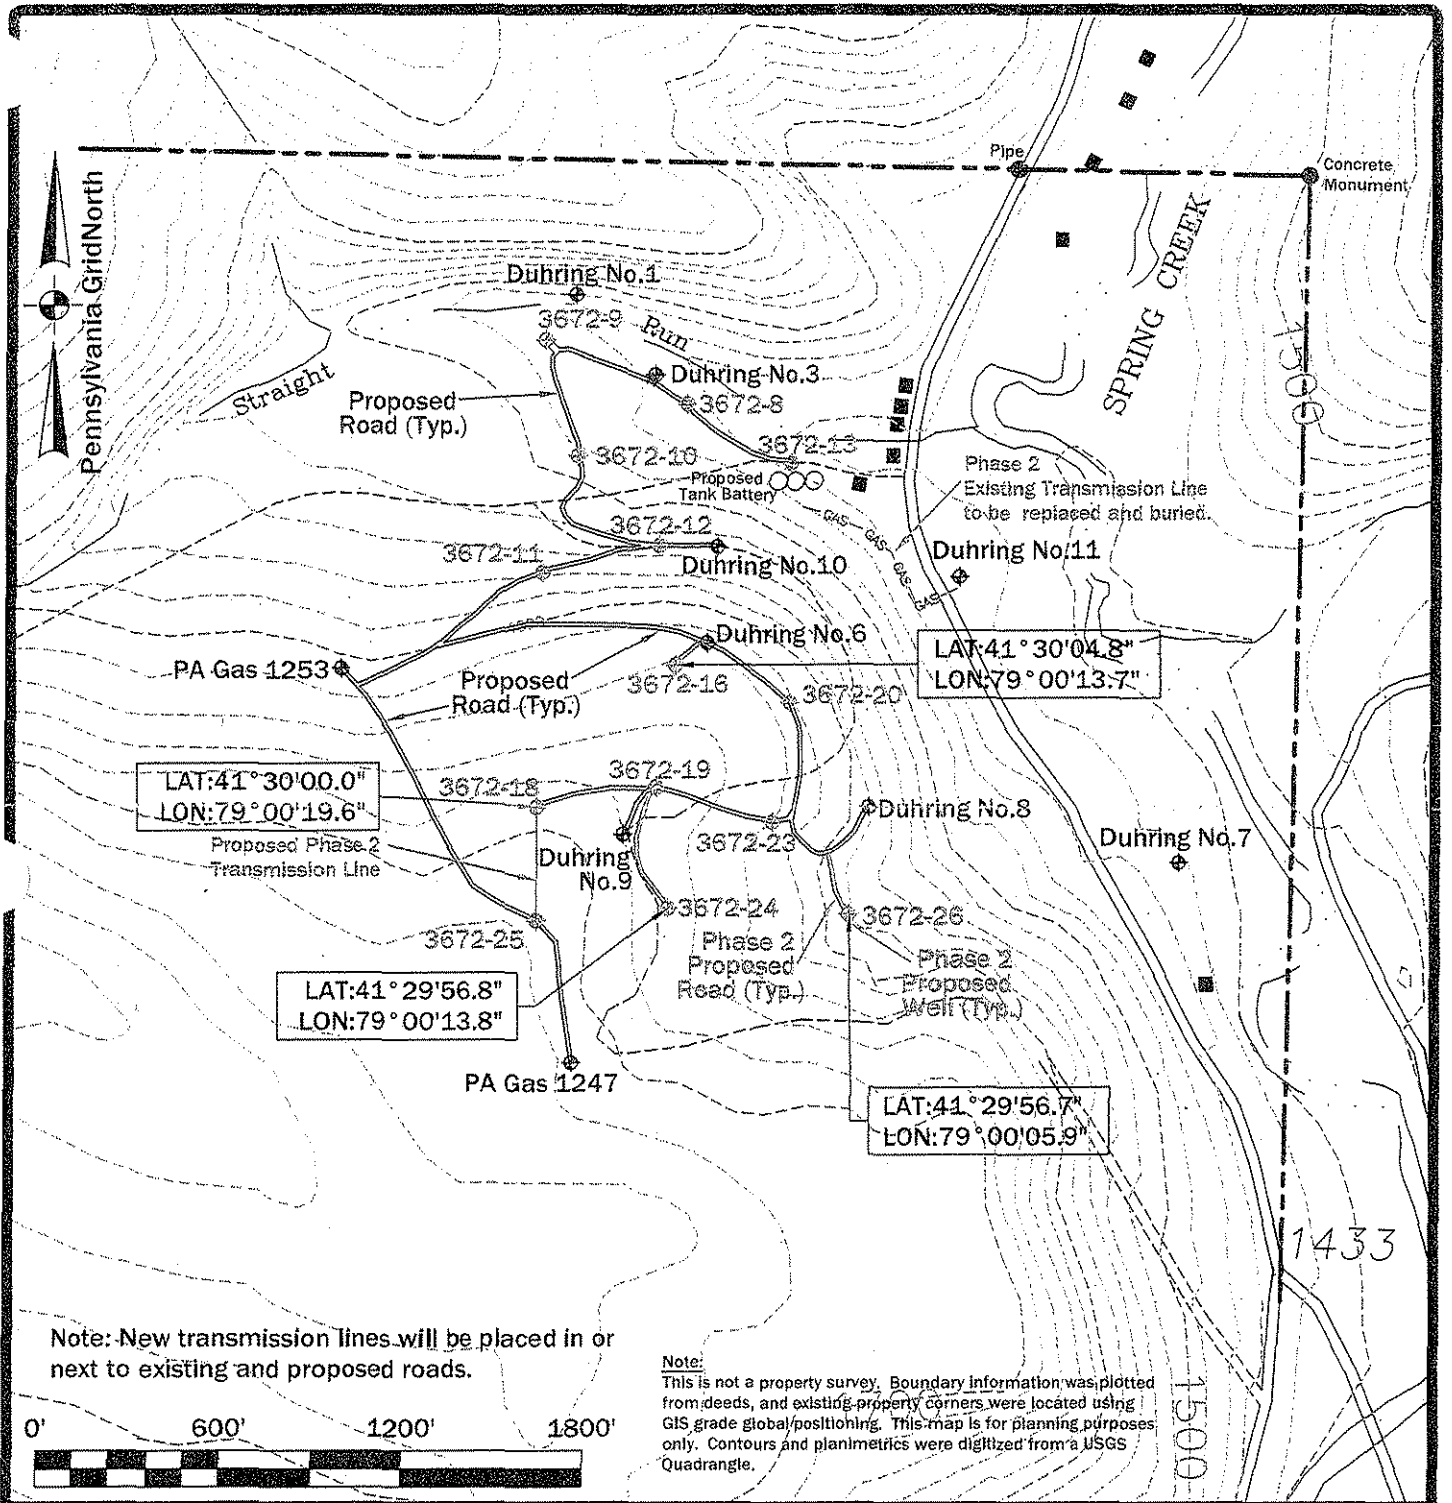 Pipe
Concrete
Monument
Pennsylvania GridNorth
SPRING CREEK
1500
Duhring No.1
3672-9
Run
Straight
Duhring No.3
3672-8
Proposed
Road (Typ.)
3672-13
3672-10
Proposed
Tank Battery
Phase 2
Existing Transmission Line
to be replaced and buried.
GAS
GAS
GAS
GAS
3672-12
3672-11
Duhring No.10
Duhring No.11
Duhring No.6
LAT:41°30'04.8"
LON:79°00'13.7"
PA Gas 1253
3672-16
Proposed
Road (Typ.)
3672-20
LAT:41°30'00.0"
LON:79°00'19.6"
3672-18
3672-19
Duhring No.8
Proposed Phase 2
Transmission Line
3672-23
Duhring No.7
Duhring
No.9
3672-24
3672-26
3672-25
Phase 2
Proposed
Road (Typ.)
Phase 2
Proposed
Well (Typ.)
LAT:41°29'56.8"
LON:79°00'13.8"
PA Gas 1247
LAT:41°29'56.7"
LON:79°00'05.9"
1433
Note: New transmission lines will be placed in or
next to existing and proposed roads.
Note:
This is not a property survey. Boundary information was plotted
from deeds, and existing property corners were located using
GIS grade global positioning. This map is for planning purposes
only. Contours and planimetrics were digitized from a USGS
Quadrangle.
1500
0' 600' 1200' 1800'